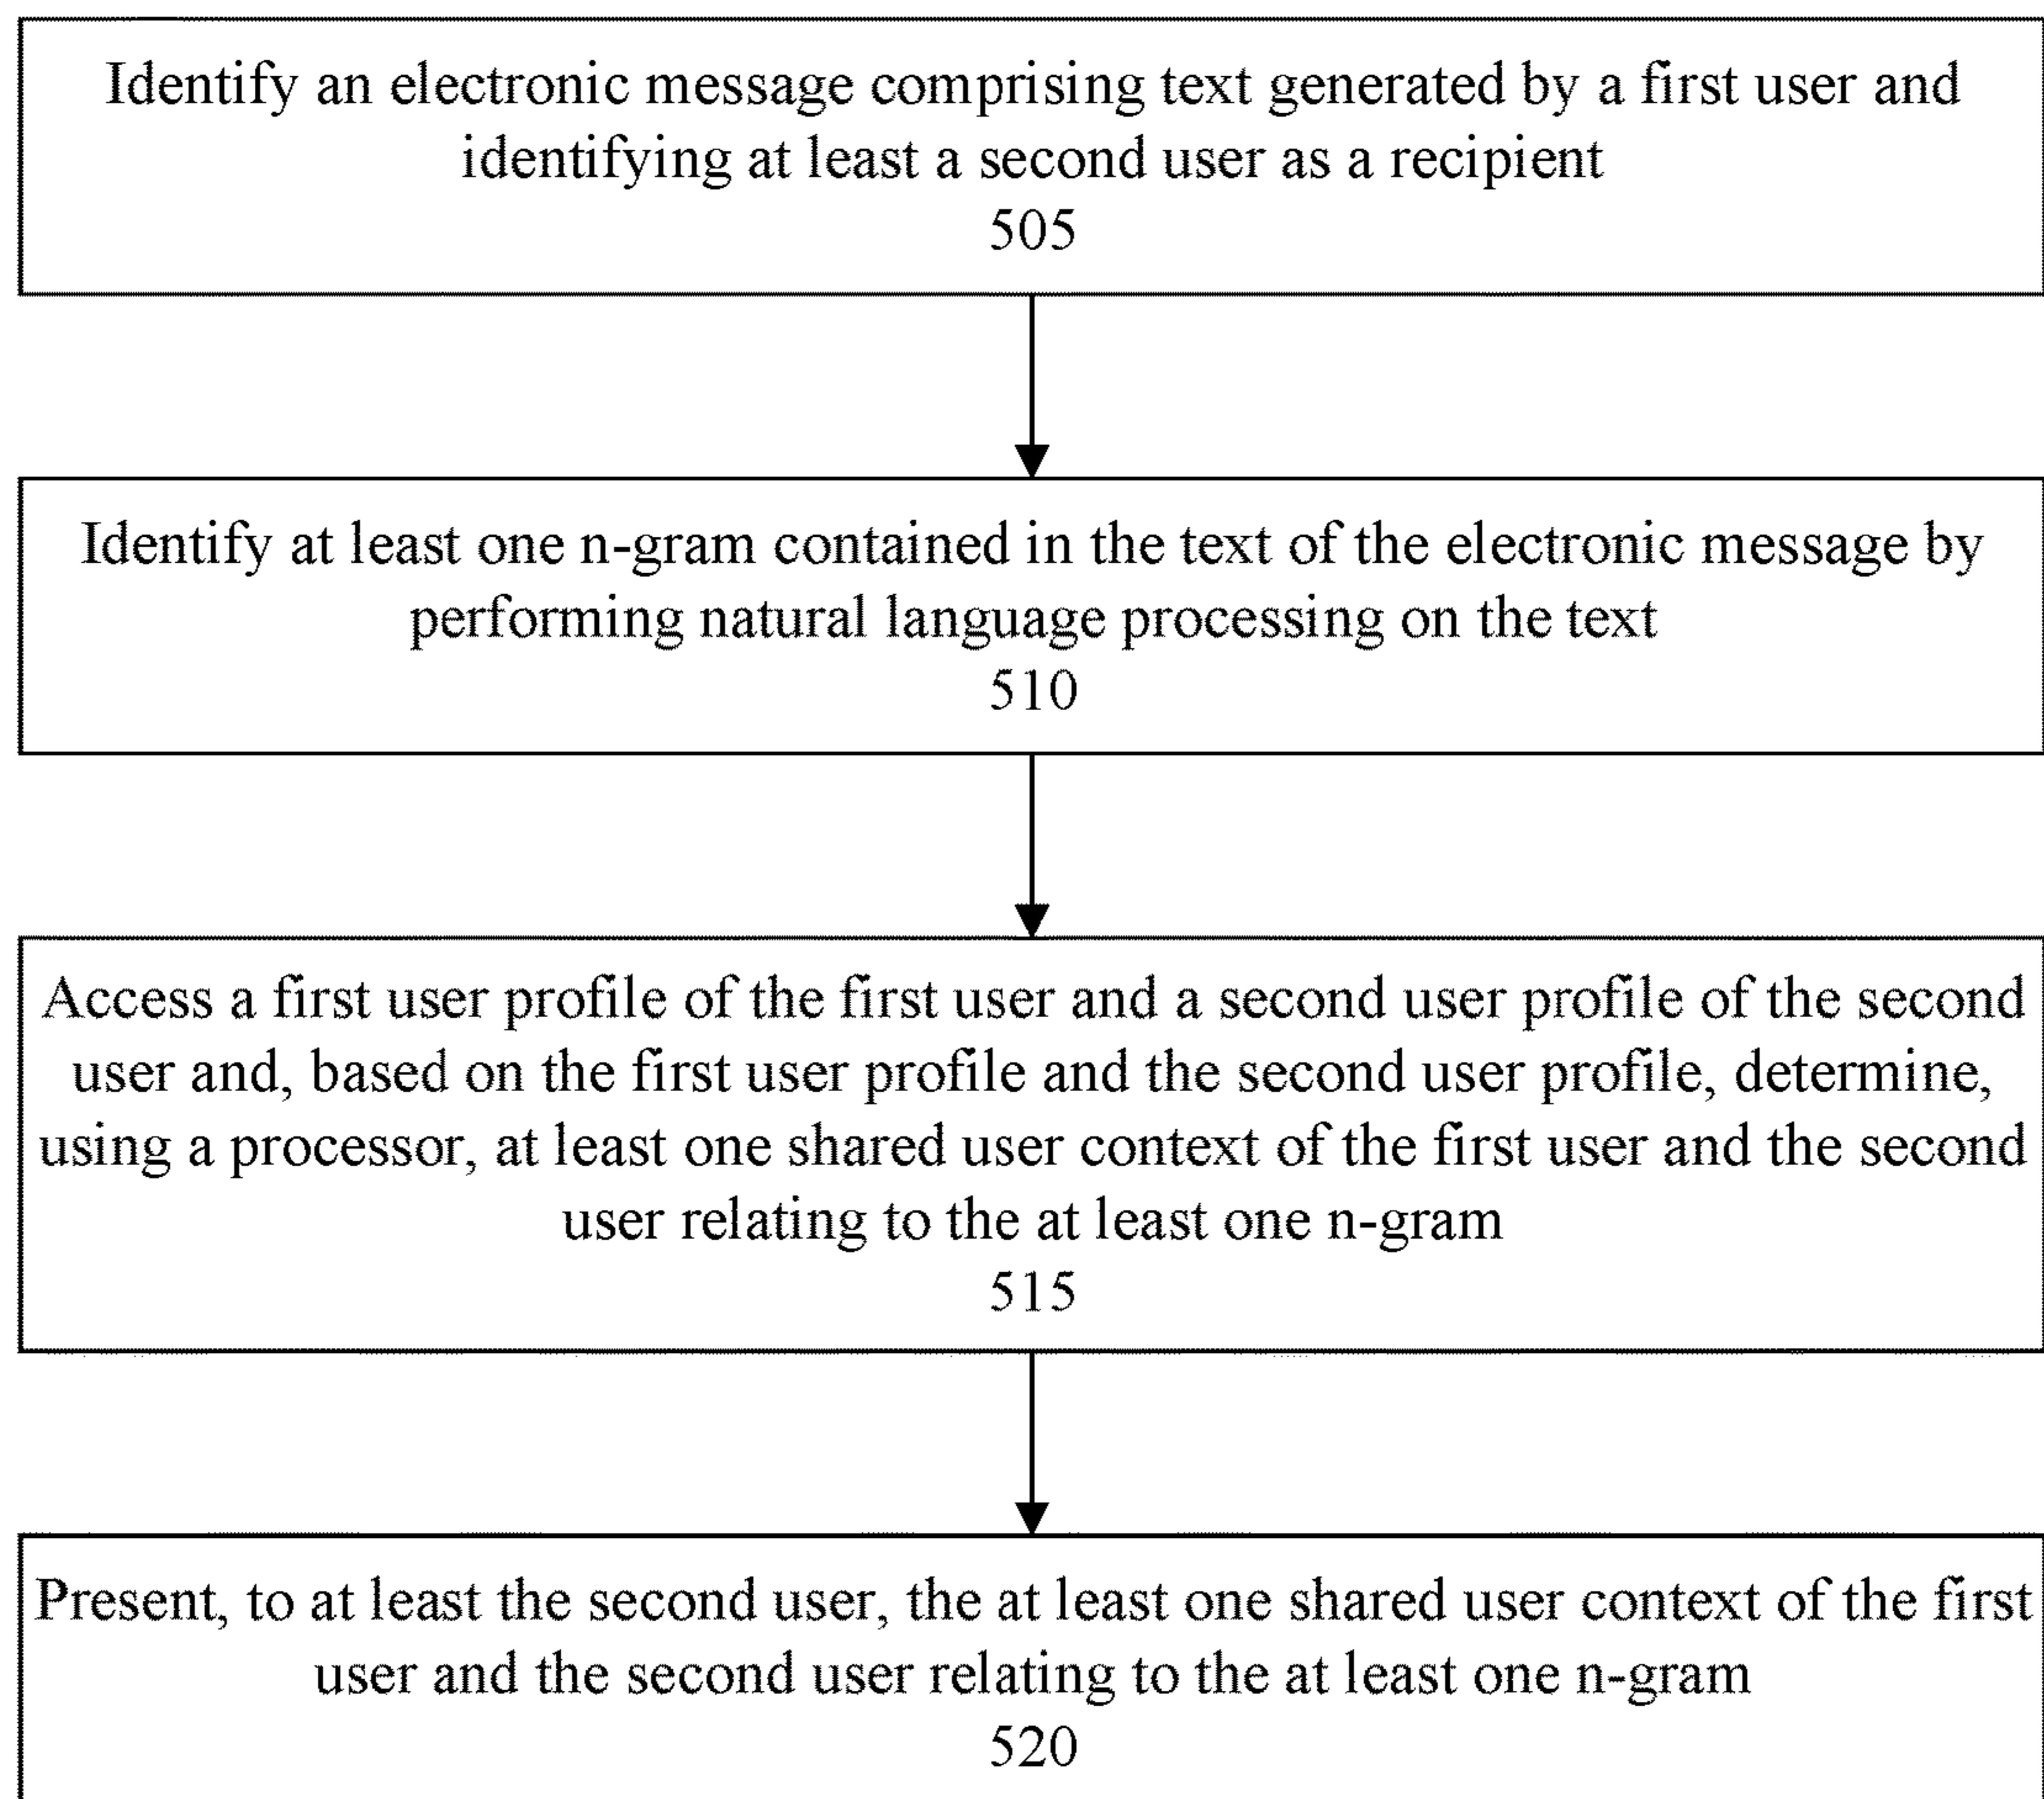 Identify an electronic message comprising text generated by a first user and
identifying at least a second user as a recipient
505
Identify at least one n-gram contained in the text of the electronic message by
performing natural language processing on the text
510
Access a first user profile of the first user and a second user profile of the second
user and, based on the first user profile and the second user profile, determine,
using a processor, at least one shared user context of the first user and the second
user relating to the at least one n-gram
515
Present, to at least the second user, the at least one shared user context of the first
user and the second user relating to the at least one n-gram
520